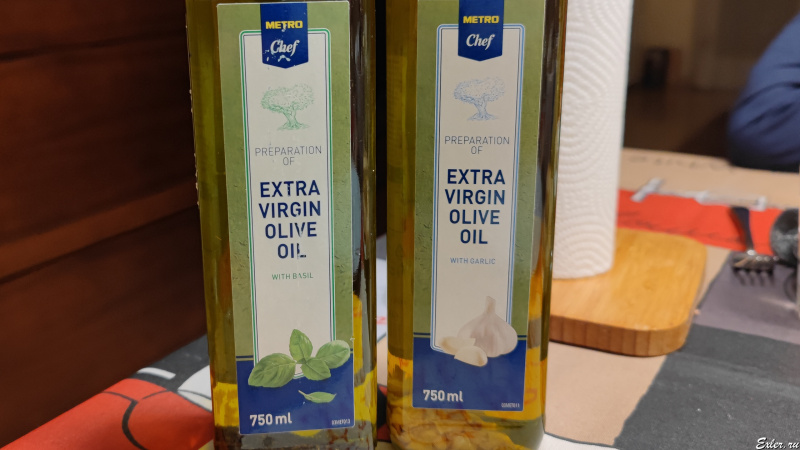 METRO
Chef
PREPARATION
OF
EXTRA
VIRGIN
OLIVE
OIL
WITH BASIL
750 ml
METRO
Chef
PREPARATION
OF
EXTRA
VIRGIN
OLIVE
OIL
WITH GARLIC
750 ml
Exler.ru